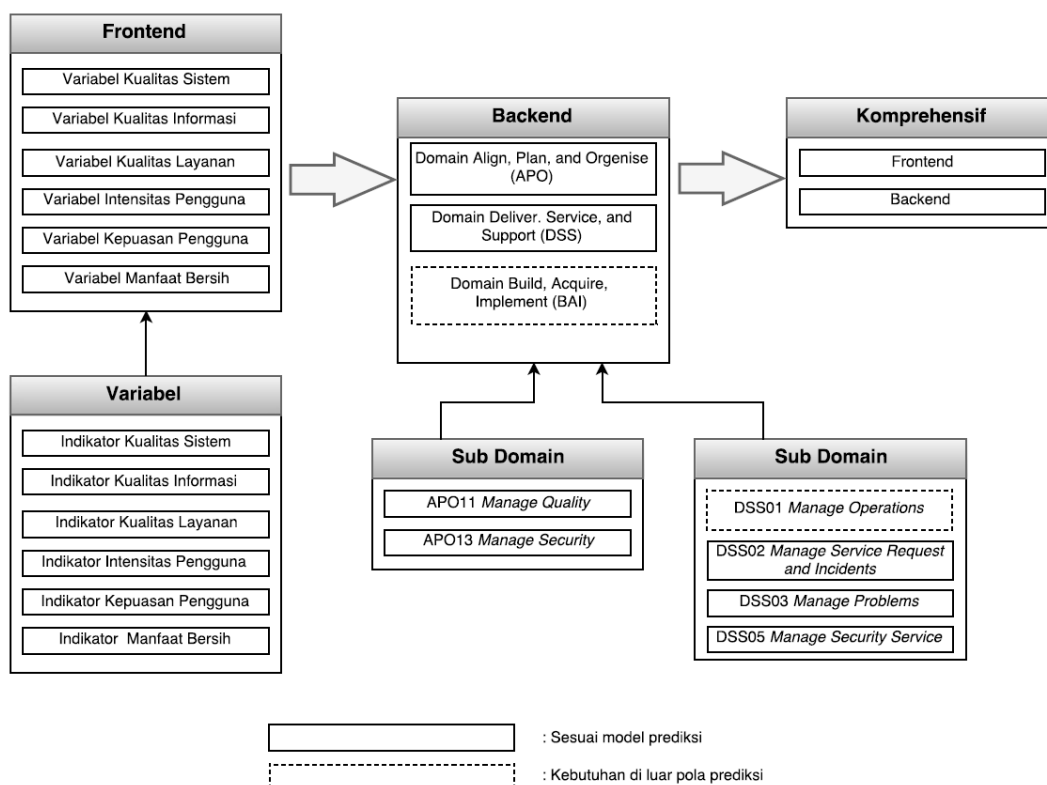 Frontend
Variabel Kualitas Sistem
Variabel Kualitas Informasi
Variabel Kualitas Layanan
Variabel Intensitas Pengguna
Variabel Kepuasan Pengguna
Variabel Manfaat Bersih
Variabel
Indikator Kualitas Sistem
Indikator Kualitas Informasi
Indikator Kualitas Layanan
Indikator Intensitas Pengguna
Indikator Kepuasan Pengguna
Indikator Manfaat Bersih
Backend
Domain Align, Plan, and Orgenise
(APO)
Domain Deliver. Service, and
Support (DSS)
Domain Build, Acquire,
Implement (BAI)
Sub Domain
APO11 Manage Quality
APO13 Manage Security
Sub Domain
DSS01 Manage Operations
DSS02 Manage Service Request
and Incidents
DSS03 Manage Problems
DSS05 Manage Security Service
Komprehensif
Frontend
Backend
: Sesuai model prediksi
: Kebutuhan di luar pola prediksi